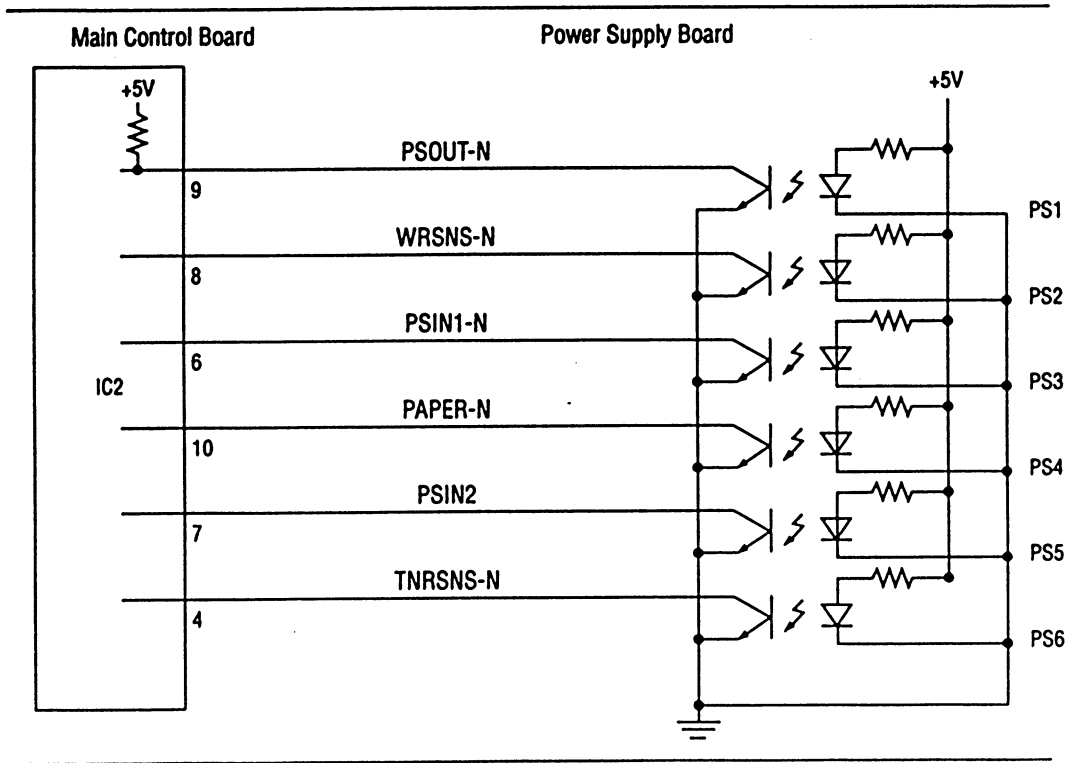 Main Control Board
Power Supply Board
+5V
+5V
PSOUT-N
9
PS1
WRSNS-N
8
PS2
PSIN1-N
6
PS3
IC2
PAPER-N
10
PS4
PSIN2
7
PS5
TNRSNS-N
4
PS6